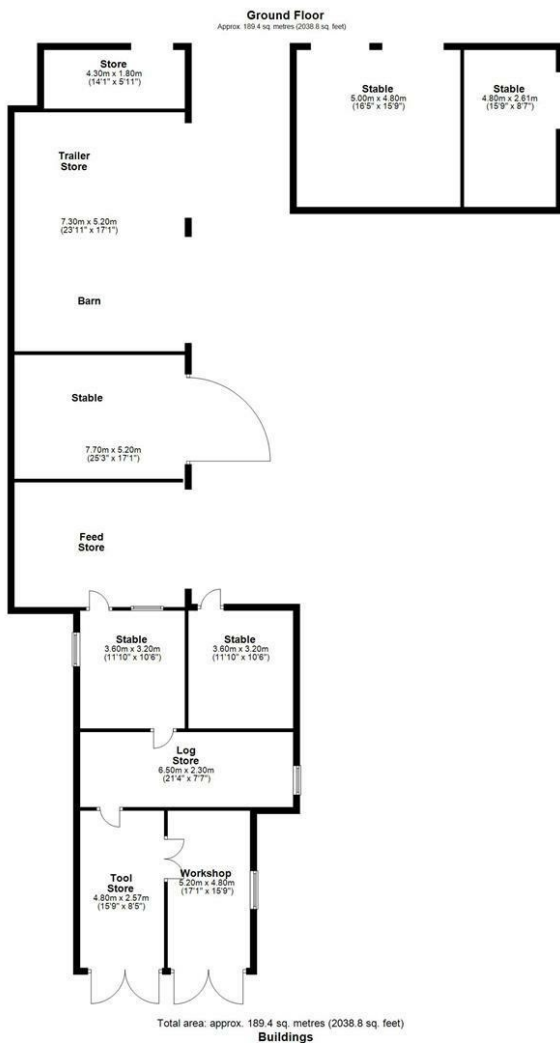 Ground Floor
Approx. 189.4 sq. metres (2038.8 sq. feet)
Store
4.30m x 1.80m
(14'1" x 5'11")
Stable
5.00m x 4.80m
(16'5" x 15'9")
Stable
4.80m x 2.61m
(15'9" x 8'7")
Trailer
Store
7.30m x 5.20m
(23'11" x 17'1")
Barn
Stable
7.70m x 5.20m
(25'3" x 17'1")
Feed
Store
Stable
3.60m x 3.20m
(11'10" x 10'6")
Stable
3.60m x 3.20m
(11'10" x 10'6")
Log
Store
6.50m x 2.30m
(21'4" x 7'7")
Tool
Store
4.80m x 2.57m
(15'9" x 8'5")
Workshop
5.20m x 4.80m
(17'1" x 15'9")
Total area: approx. 189.4 sq. metres (2038.8 sq. feet)
Buildings